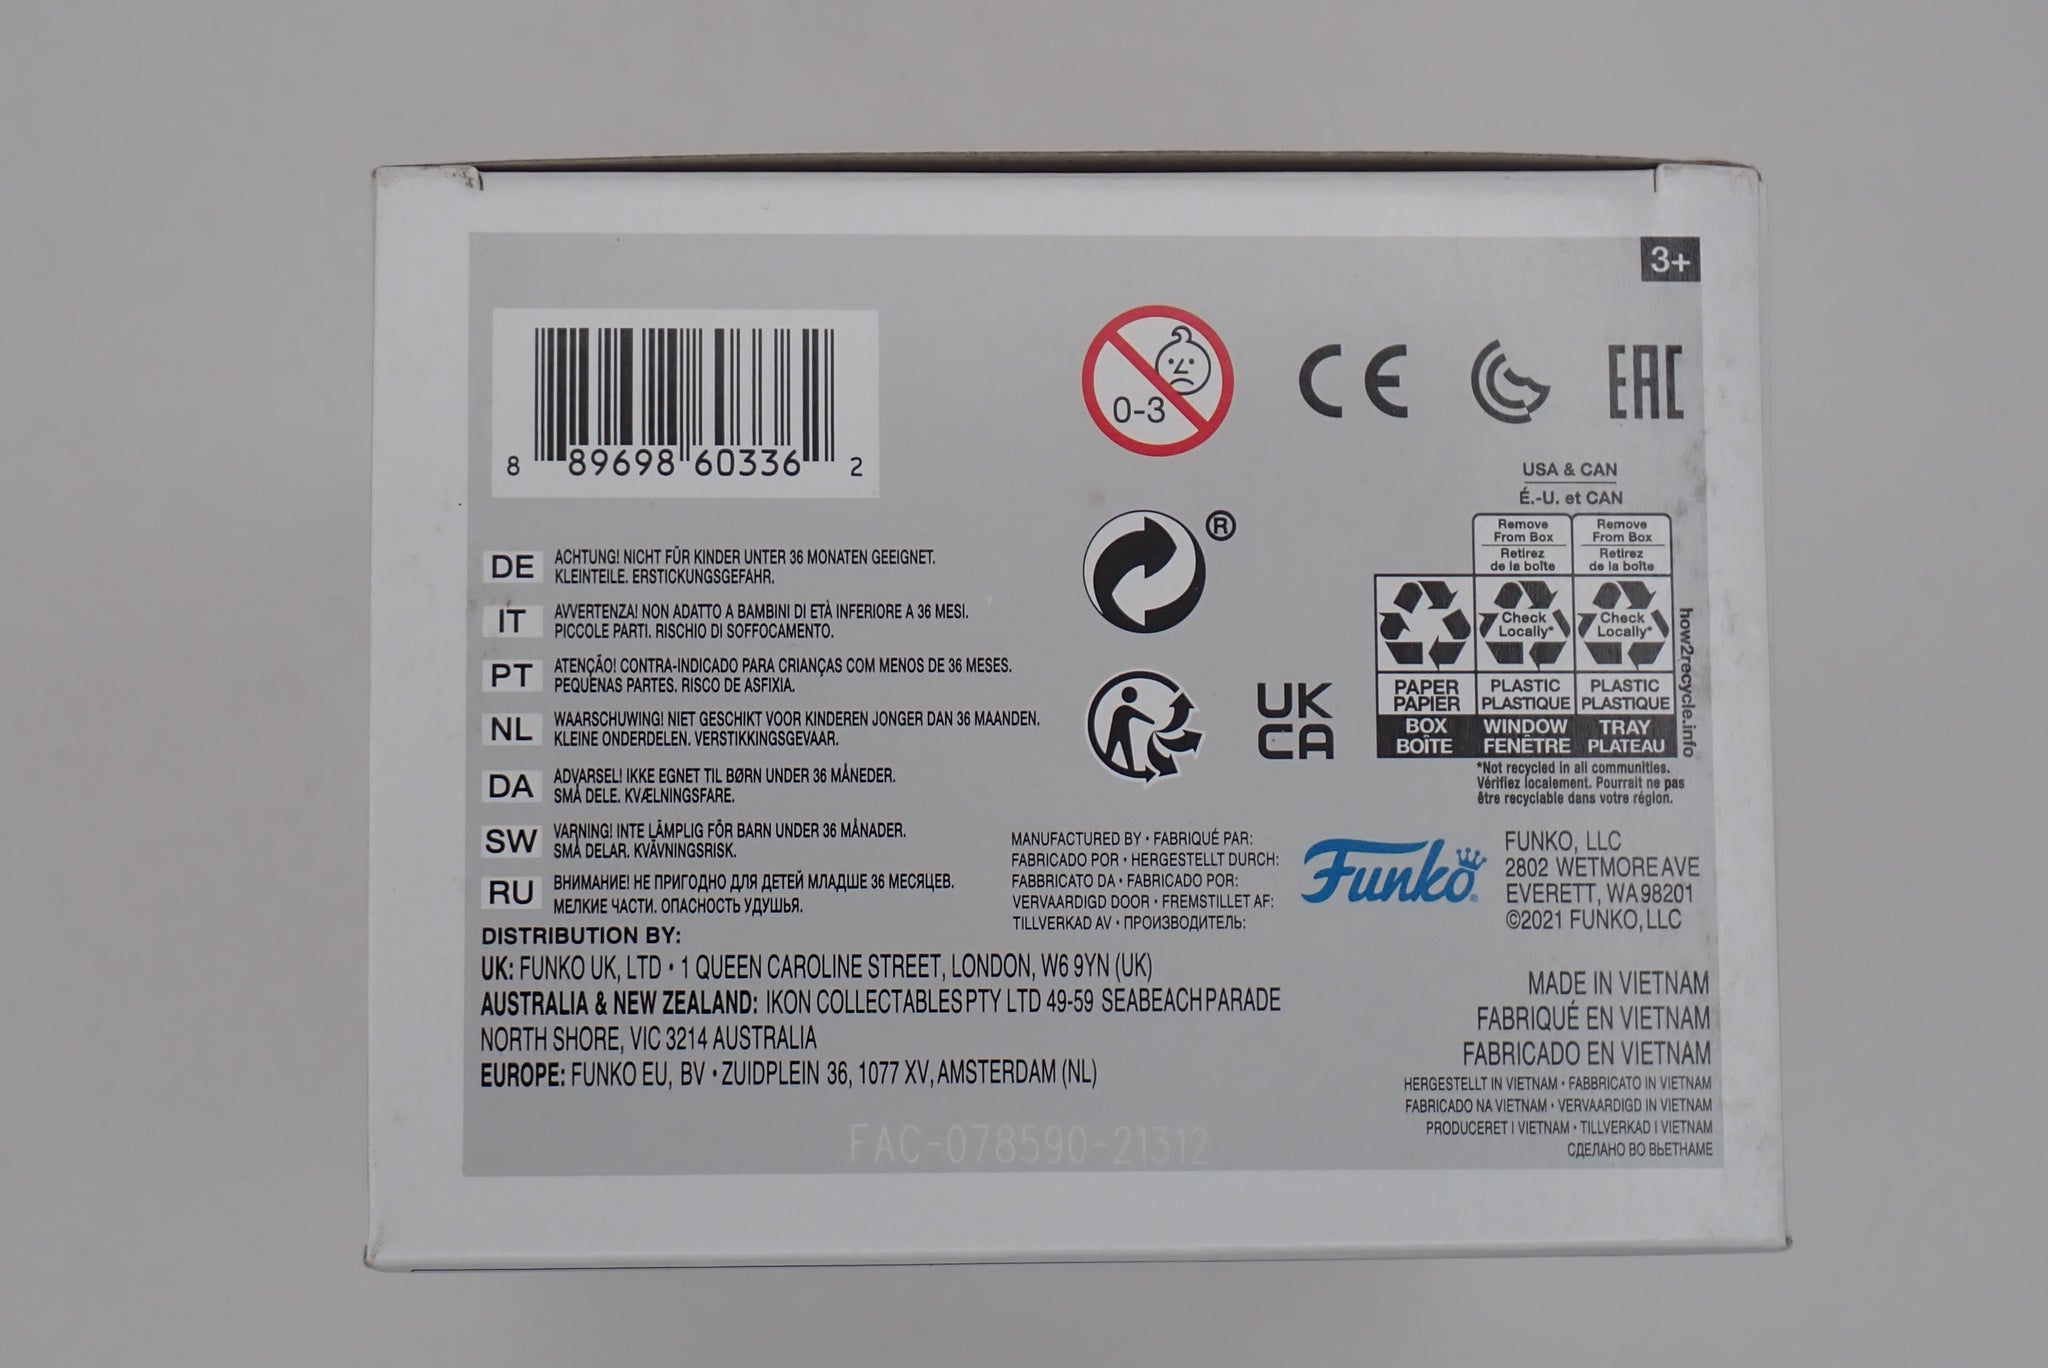 3+
8 89698 60336 2
0-3
CE
EAC
USA & CAN
É.-U. et CAN
Remove From Box
Retirez de la boîte
Remove From Box
Retirez de la boîte
Check Locally*
Check Locally*
PAPER PAPIER
PLASTIC PLASTIQUE
PLASTIC PLASTIQUE
BOX BOÎTE
WINDOW FENÊTRE
TRAY PLATEAU
how2recycle.info
*Not recycled in all communities.
Vérifiez localement. Pourrait ne pas
être recyclable dans votre région.
®
UK
CA
DE ACHTUNG! NICHT FÜR KINDER UNTER 36 MONATEN GEEIGNET.
KLEINTEILE. ERSTICKUNGSGEFAHR.
IT AVVERTENZA! NON ADATTO A BAMBINI DI ETÀ INFERIORE A 36 MESI.
PICCOLE PARTI. RISCHIO DI SOFFOCAMENTO.
PT ATENÇÃO! CONTRA-INDICADO PARA CRIANÇAS COM MENOS DE 36 MESES.
PEQUENAS PARTES. RISCO DE ASFIXIA.
NL WAARSCHUWING! NIET GESCHIKT VOOR KINDEREN JONGER DAN 36 MAANDEN.
KLEINE ONDERDELEN. VERSTIKKINGSGEVAAR.
DA ADVARSEL! IKKE EGNET TIL BØRN UNDER 36 MÅNEDER.
SMÅ DELE. KVÆLNINGSFARE.
SW VARNING! INTE LÄMPLIG FÖR BARN UNDER 36 MÅNADER.
SMÅ DELAR. KVÄVNINGSRISK.
RU ВНИМАНИЕ! НЕ ПРИГОДНО ДЛЯ ДЕТЕЙ МЛАДШЕ 36 МЕСЯЦЕВ.
МЕЛКИЕ ЧАСТИ. ОПАСНОСТЬ УДУШЬЯ.
MANUFACTURED BY • FABRIQUÉ PAR:
FABRICADO POR • HERGESTELLT DURCH:
FABBRICATO DA • FABRICADO POR:
VERVAARDIGD DOOR • FREMSTILLET AF:
TILLVERKAD AV • ПРОИЗВОДИТЕЛЬ:
Funko®
FUNKO, LLC
2802 WETMORE AVE
EVERETT, WA 98201
©2021 FUNKO, LLC
DISTRIBUTION BY:
UK: FUNKO UK, LTD • 1 QUEEN CAROLINE STREET, LONDON, W6 9YN (UK)
AUSTRALIA & NEW ZEALAND: IKON COLLECTABLES PTY LTD 49-59 SEABEACH PARADE
NORTH SHORE, VIC 3214 AUSTRALIA
EUROPE: FUNKO EU, BV • ZUIDPLEIN 36, 1077 XV, AMSTERDAM (NL)
MADE IN VIETNAM
FABRIQUÉ EN VIETNAM
FABRICADO EN VIETNAM
HERGESTELLT IN VIETNAM • FABBRICATO IN VIETNAM
FABRICADO NA VIETNAM • VERVAARDIGD IN VIETNAM
PRODUCERET I VIETNAM • TILLVERKAD I VIETNAM
СДЕЛАНО ВО ВЬЕТНАМЕ
FAC-078590-21312